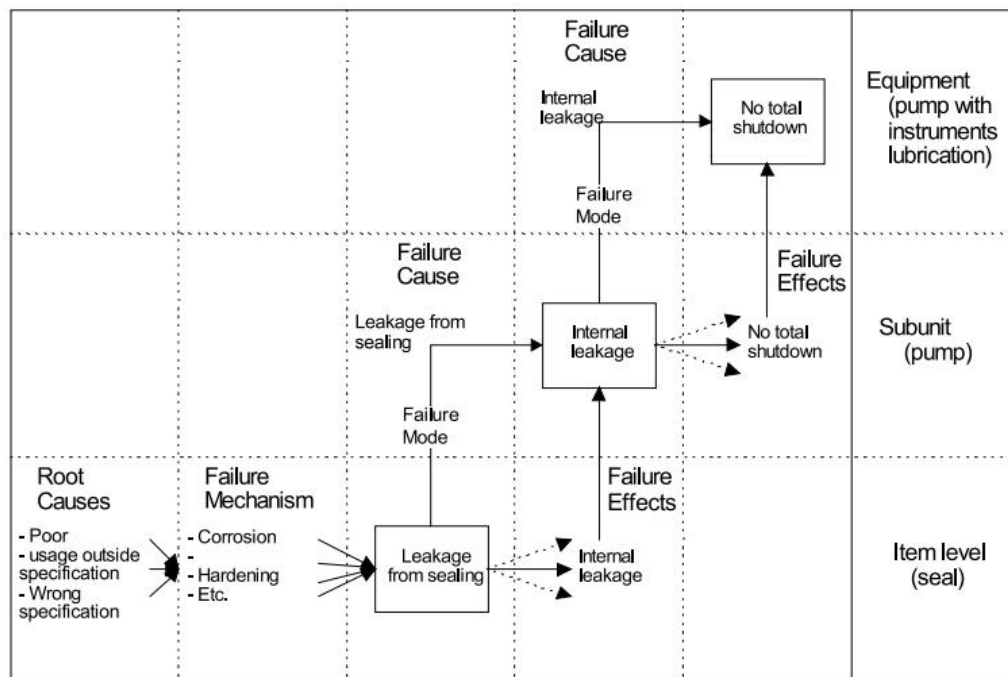 Failure
Cause
Internal
leakage
No total
shutdown
Equipment
(pump with
instruments
lubrication)
Failure
Mode
Failure
Cause
Leakage from
sealing
Internal
leakage
Failure
Effects
No total
shutdown
Subunit
(pump)
Failure
Mode
Root
Causes
- Poor
- usage outside
specification
- Wrong
specification
Failure
Mechanism
- Corrosion
-
- Hardening
- Etc.
Leakage
from sealing
Failure
Effects
Internal
leakage
Item level
(seal)